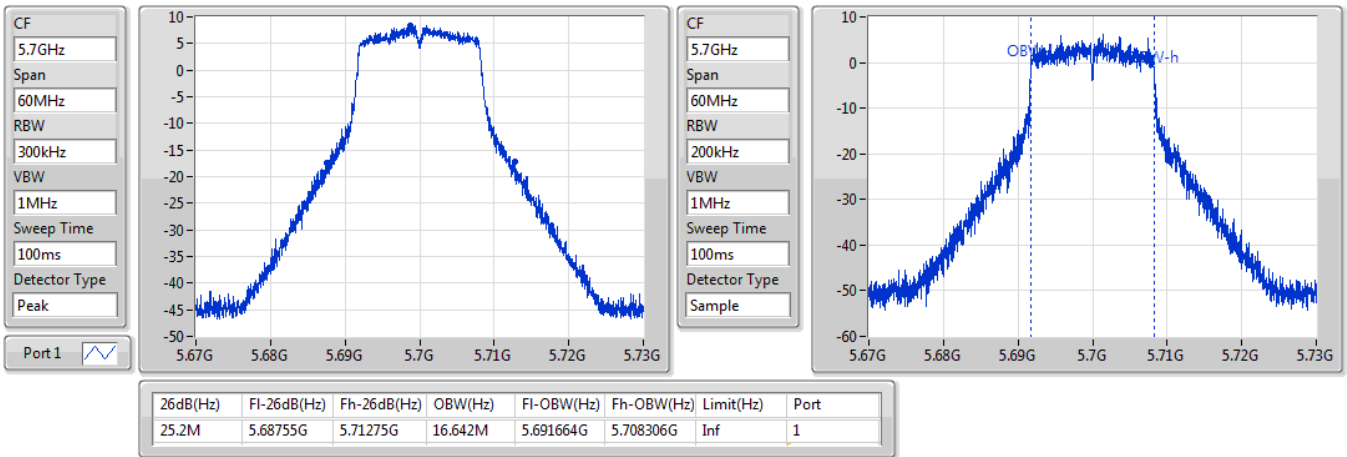 CF
5.7GHz
Span
60MHz
RBW
300kHz
VBW
1MHz
Sweep Time
100ms
Detector Type
Peak
Port 1
10
5
0
-5
-10
-15
-20
-25
-30
-35
-40
-45
-50
5.67G 5.68G 5.69G 5.7G 5.71G 5.72G 5.73G
CF
5.7GHz
Span
60MHz
RBW
200kHz
VBW
1MHz
Sweep Time
100ms
Detector Type
Sample
10
0
-10
-20
-30
-40
-50
-60
OBW -h
5.67G 5.68G 5.69G 5.7G 5.71G 5.72G 5.73G
26dB(Hz) Fl-26dB(Hz) Fh-26dB(Hz) OBW(Hz) Fl-OBW(Hz) Fh-OBW(Hz) Limit(Hz) Port
25.2M 5.68755G 5.71275G 16.642M 5.691664G 5.708306G Inf 1